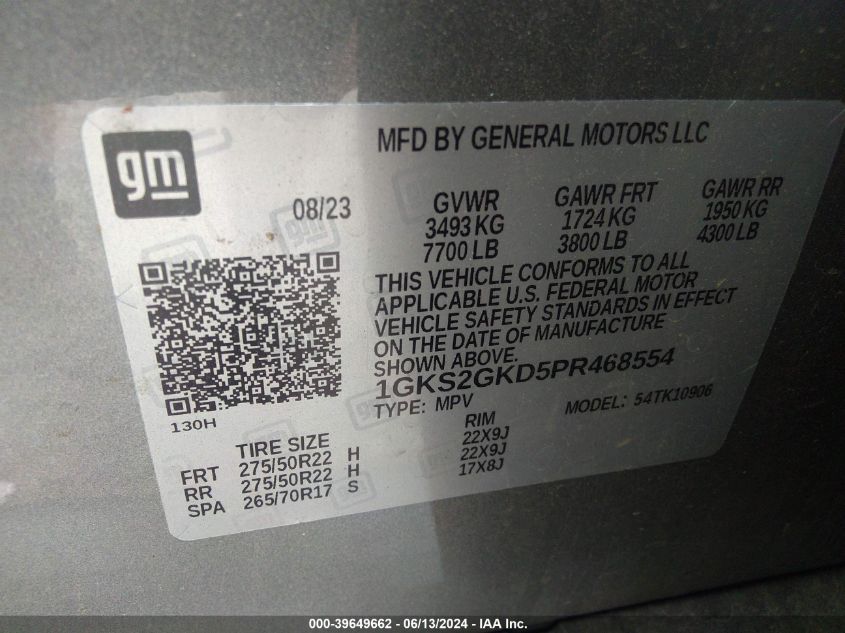 gm
MFD BY GENERAL MOTORS LLC
08/23
GVWR GAWR FRT GAWR RR
3493 KG 1724 KG 1950 KG
7700 LB 3800 LB 4300 LB
THIS VEHICLE CONFORMS TO ALL
APPLICABLE U.S. FEDERAL MOTOR
VEHICLE SAFETY STANDARDS IN EFFECT
ON THE DATE OF MANUFACTURE
SHOWN ABOVE.
1GKS2GKD5PR468554
TYPE: MPV MODEL: 54TK10906
130H
TIRE SIZE RIM
FRT 275/50R22 H 22X9J
RR 275/50R22 H 22X9J
SPA 265/70R17 S 17X8J
000-39649662 - 06/13/2024 - IAA Inc.